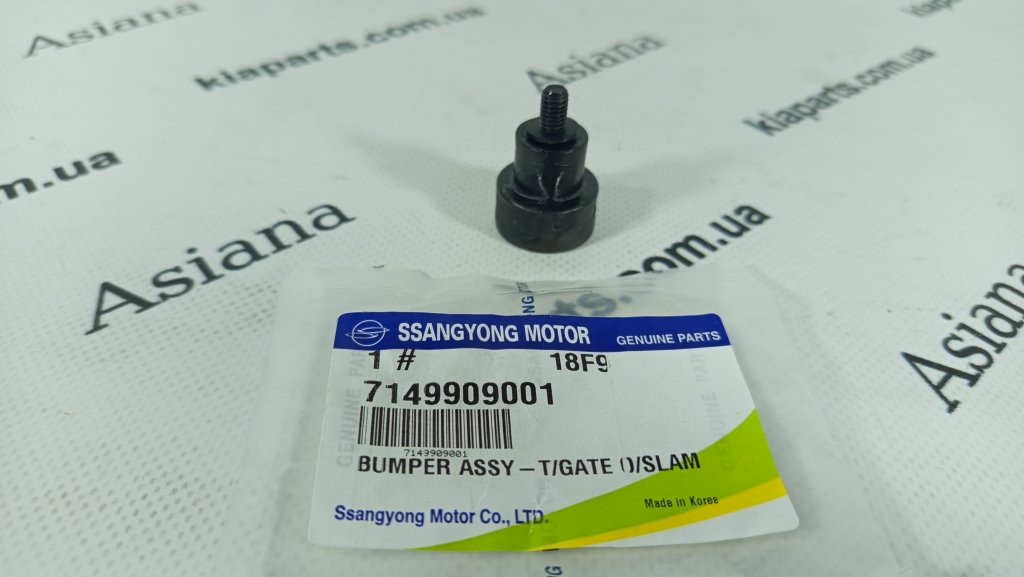 Asiana
kiaparts.com.ua
Asiana
kiaparts.com.ua
m.ua
Asiana
ts.com.ua
Asiana
SSANGYONG MOTOR GENUINE PARTS
1 # 18F9
7149909001
7149909001
BUMPER ASSY-T/GATE O/SLAM
Made in Korea
Ssangyong Motor Co., LTD.